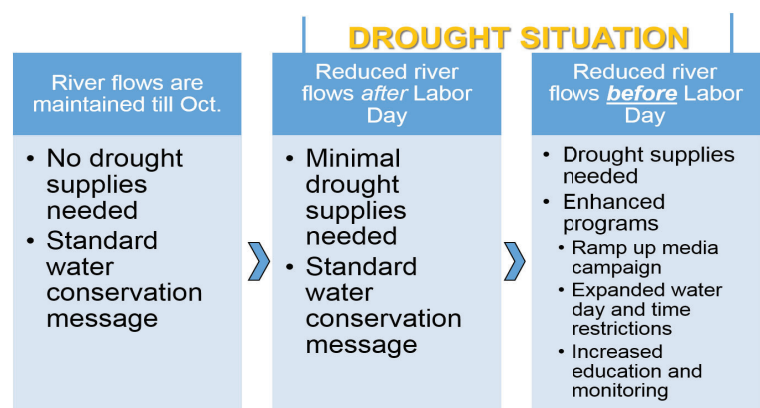 DROUGHT SITUATION
River flows are
maintained till Oct.
• No drought
supplies
needed
• Standard
water
conservation
message
Reduced river
flows after Labor
Day
• Minimal
drought
supplies
needed
• Standard
water
conservation
message
Reduced river
flows before Labor
Day
• Drought supplies
needed
• Enhanced
programs
• Ramp up media
campaign
• Expanded water
day and time
restrictions
• Increased
education and
monitoring